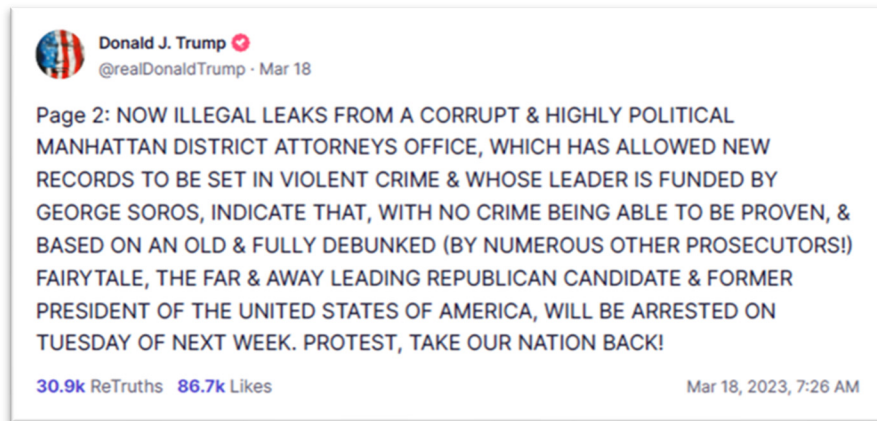 Donald J. Trump
@realDonaldTrump · Mar 18
Page 2: NOW ILLEGAL LEAKS FROM A CORRUPT & HIGHLY POLITICAL
MANHATTAN DISTRICT ATTORNEYS OFFICE, WHICH HAS ALLOWED NEW
RECORDS TO BE SET IN VIOLENT CRIME & WHOSE LEADER IS FUNDED BY
GEORGE SOROS, INDICATE THAT, WITH NO CRIME BEING ABLE TO BE PROVEN, &
BASED ON AN OLD & FULLY DEBUNKED (BY NUMEROUS OTHER PROSECUTORS!)
FAIRYTALE, THE FAR & AWAY LEADING REPUBLICAN CANDIDATE & FORMER
PRESIDENT OF THE UNITED STATES OF AMERICA, WILL BE ARRESTED ON
TUESDAY OF NEXT WEEK. PROTEST, TAKE OUR NATION BACK!
30.9k ReTruths 86.7k Likes Mar 18, 2023, 7:26 AM